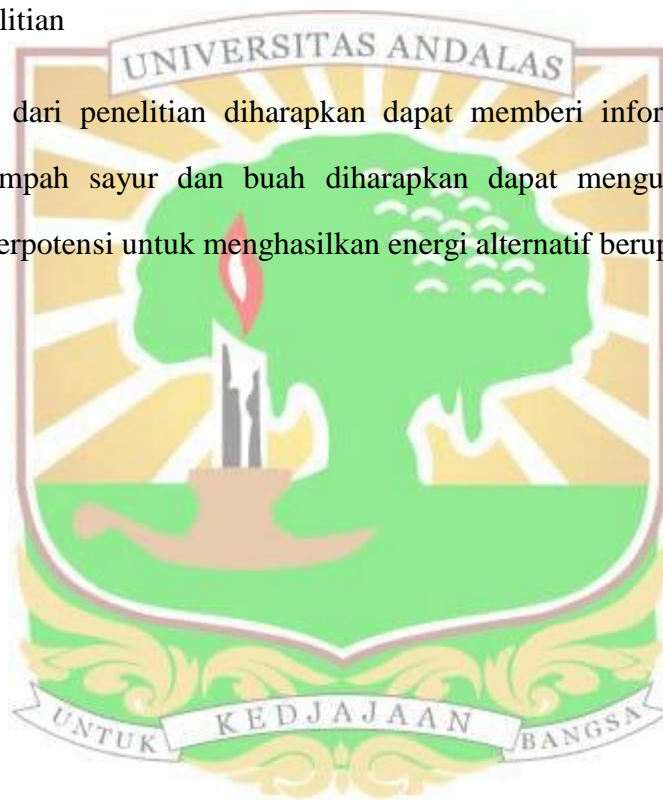 litian
UNIVERSITAS ANDALAS
dari penelitian diharapkan dapat memberi infor
mpah sayur dan buah diharapkan dapat mengu
erpotensi untuk menghasilkan energi alternatif berup
UNTUK KEDJAJAAN BANGSA